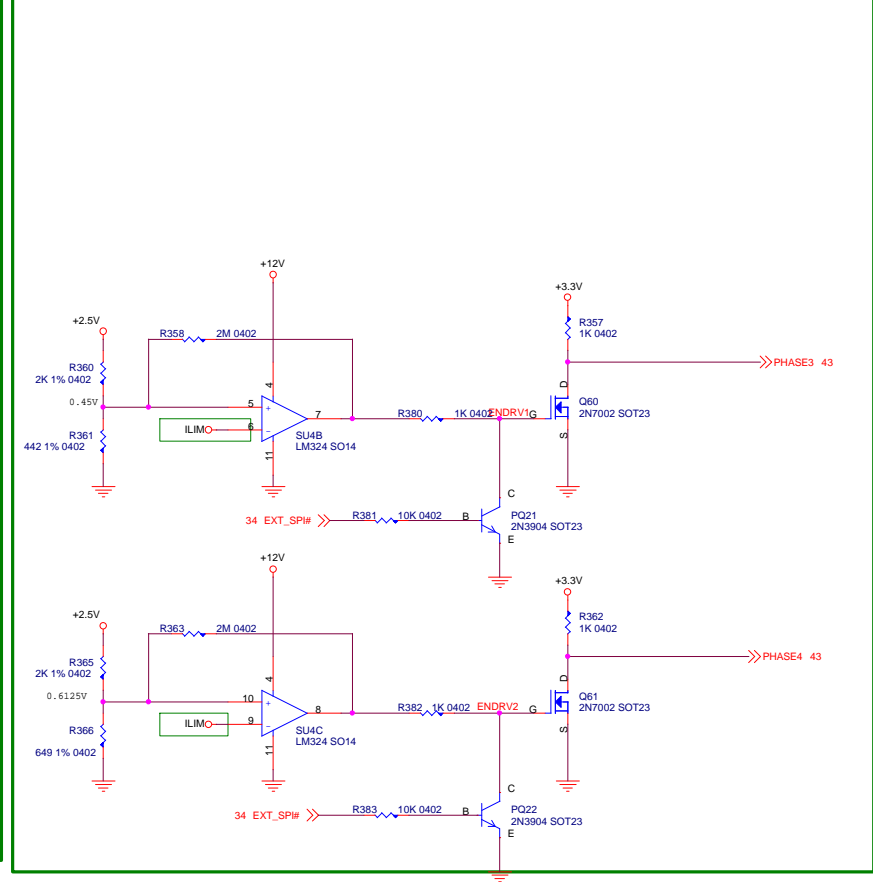 +12V
+3.3V
+2.5V
R358 2M 0402
R357
1K 0402
R360
2K 1% 0402
PHASE3 43
4
D
0.45V
5
+
7
R380 1K 0402
ENDRV1
G
Q60
2N7002 SOT23
ILIM
6
-
R361
442 1% 0402
11
SU4B
LM324 SO14
S
C
34 EXT_SPI#
R381 10K 0402
B
PQ21
2N3904 SOT23
E
+12V
+3.3V
+2.5V
R363 2M 0402
R362
1K 0402
R365
2K 1% 0402
PHASE4 43
4
D
0.6125V
10
+
8
R382 1K 0402
ENDRV2
G
Q61
2N7002 SOT23
ILIM
9
-
R366
649 1% 0402
11
SU4C
LM324 SO14
S
C
34 EXT_SPI#
R383 10K 0402
B
PQ22
2N3904 SOT23
E